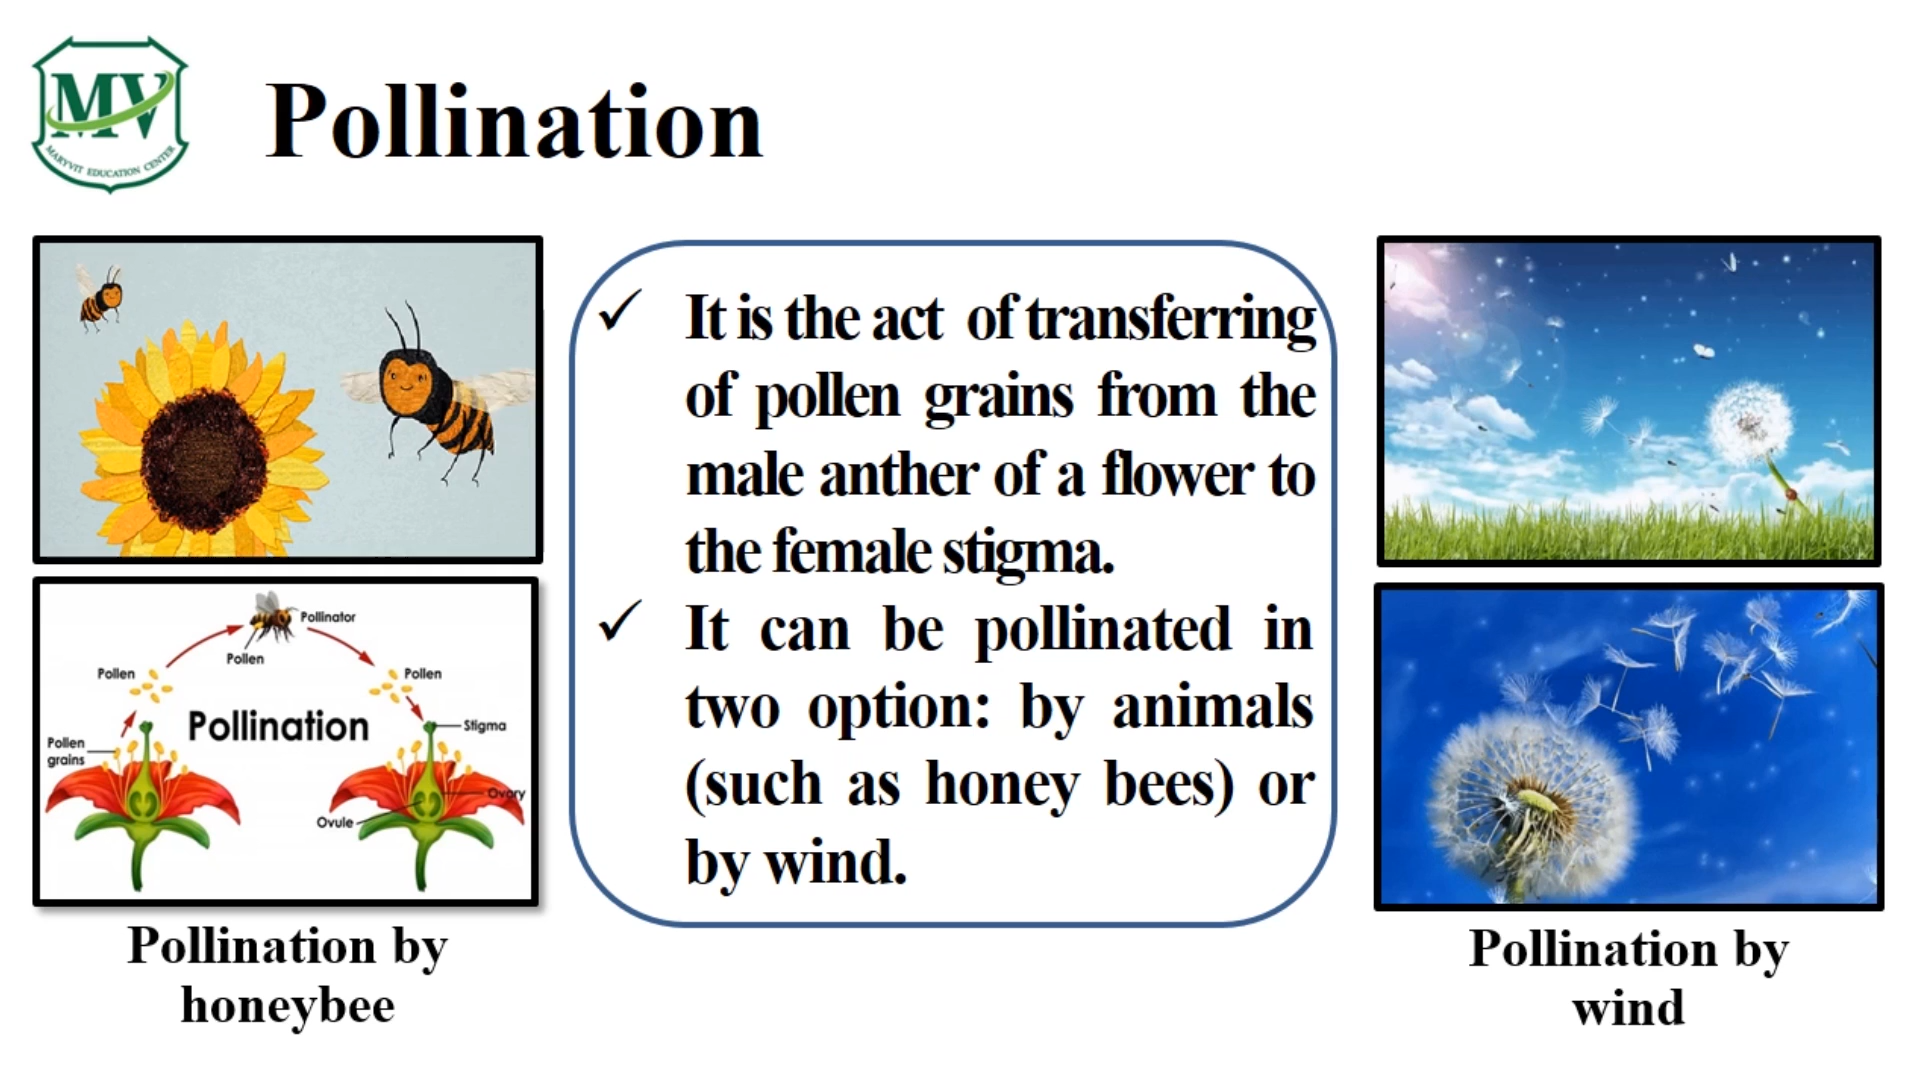 MV
MARYVIT EDUCATION CENTER
Pollination
It is the act of transferring
of pollen grains from the
male anther of a flower to
the female stigma.
It can be pollinated in
two option: by animals
(such as honey bees) or
by wind.
Pollinator
Pollen
Pollen
Pollen
Pollination
Stigma
Pollen
grains
Ovary
Ovule
Pollination by
honeybee
Pollination by
wind